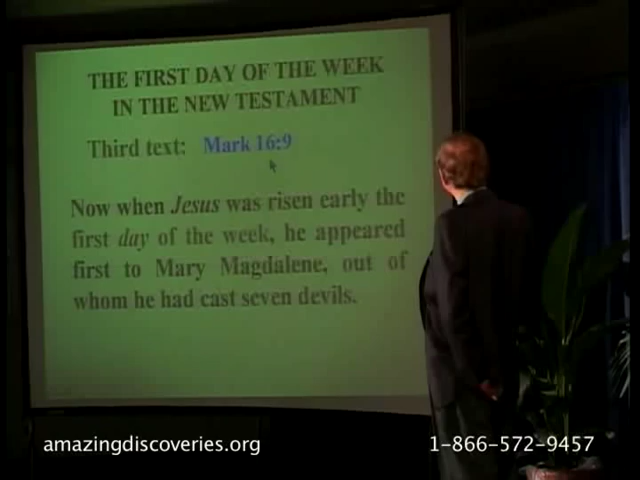 THE FIRST DAY OF THE WEEK
IN THE NEW TESTAMENT
Third text: Mark 16:9
Now when Jesus was risen early the
first day of the week, he appeared
first to Mary Magdalene, out of
whom he had cast seven devils.
amazingdiscoveries.org
1-866-572-9457